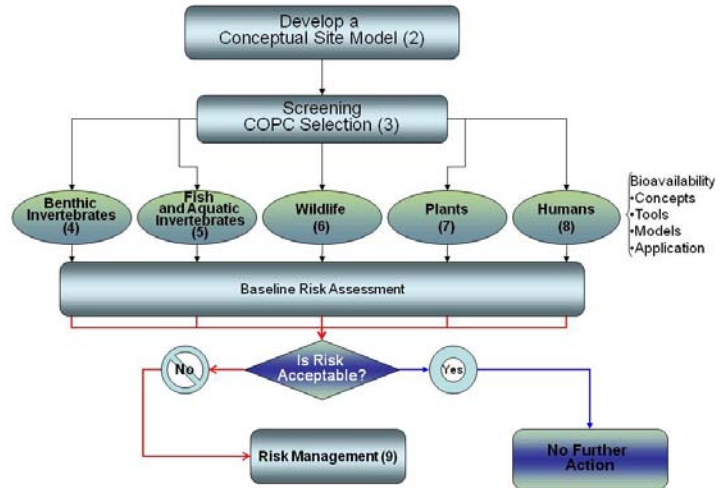 Develop a
Conceptual Site Model (2)
Screening
COPC Selection (3)
Benthic
Invertebrates
(4)
Fish
and Aquatic
Invertebrates
(5)
Wildlife
(6)
Plants
(7)
Humans
(8)
Bioavailability
•Concepts
•Tools
•Models
•Application
Baseline Risk Assessment
Is Risk
Acceptable?
No
Yes
Risk Management (9)
No Further
Action